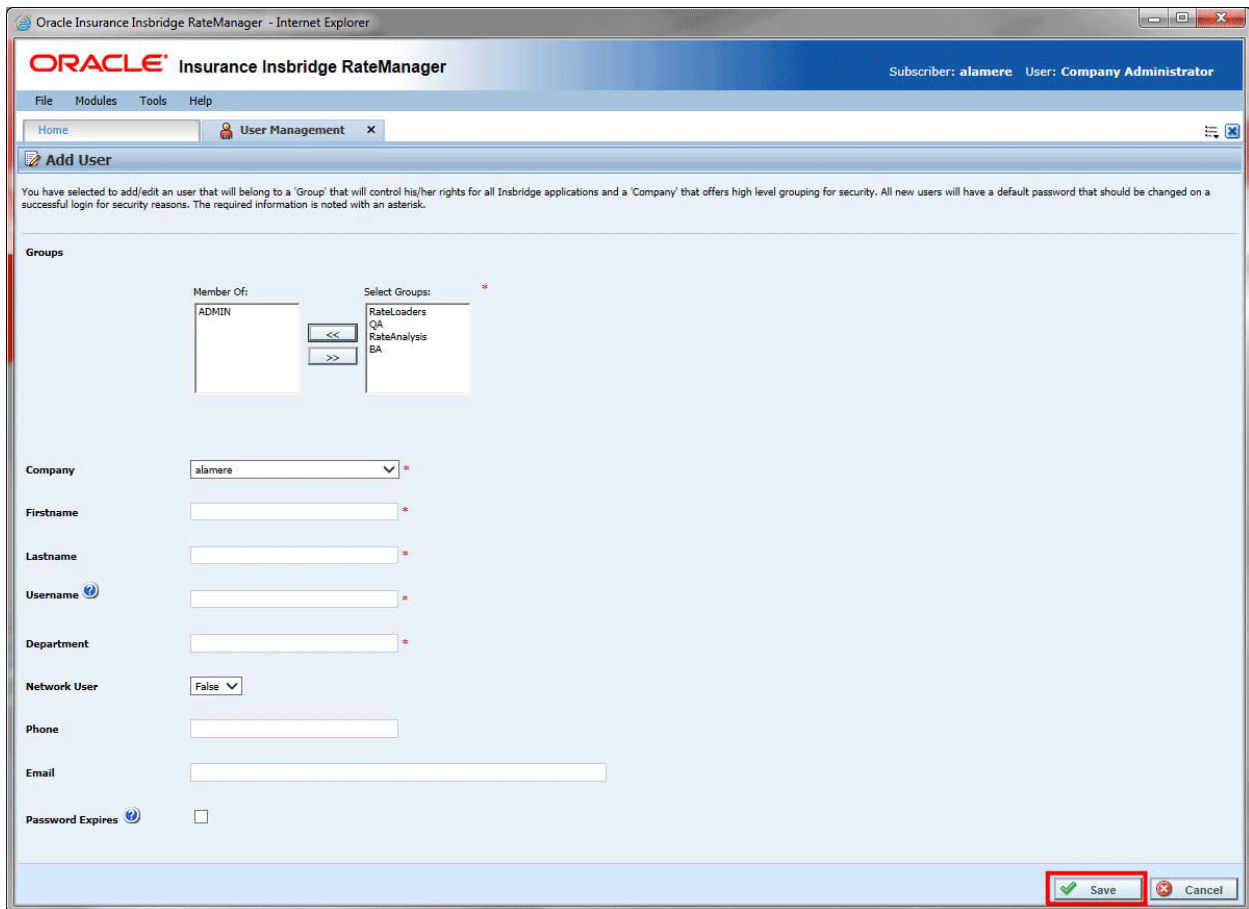 Oracle Insurance Insbridge RateManager - Internet Explorer
ORACLE Insurance Insbridge RateManager
Subscriber: alamere User: Company Administrator
File Modules Tools Help
Home
User Management x
Add User
You have selected to add/edit an user that will belong to a 'Group' that will control his/her rights for all Insbridge applications and a 'Company' that offers high level grouping for security. All new users will have a default password that should be changed on a
successful login for security reasons. The required information is noted with an asterisk.
Groups
Member Of:
Select Groups: *
ADMIN
<<
>>
RateLoaders
QA
RateAnalysis
BA
Company alamere *
Firstname *
Lastname *
Username ? *
Department *
Network User False
Phone
Email
Password Expires ?
Save Cancel